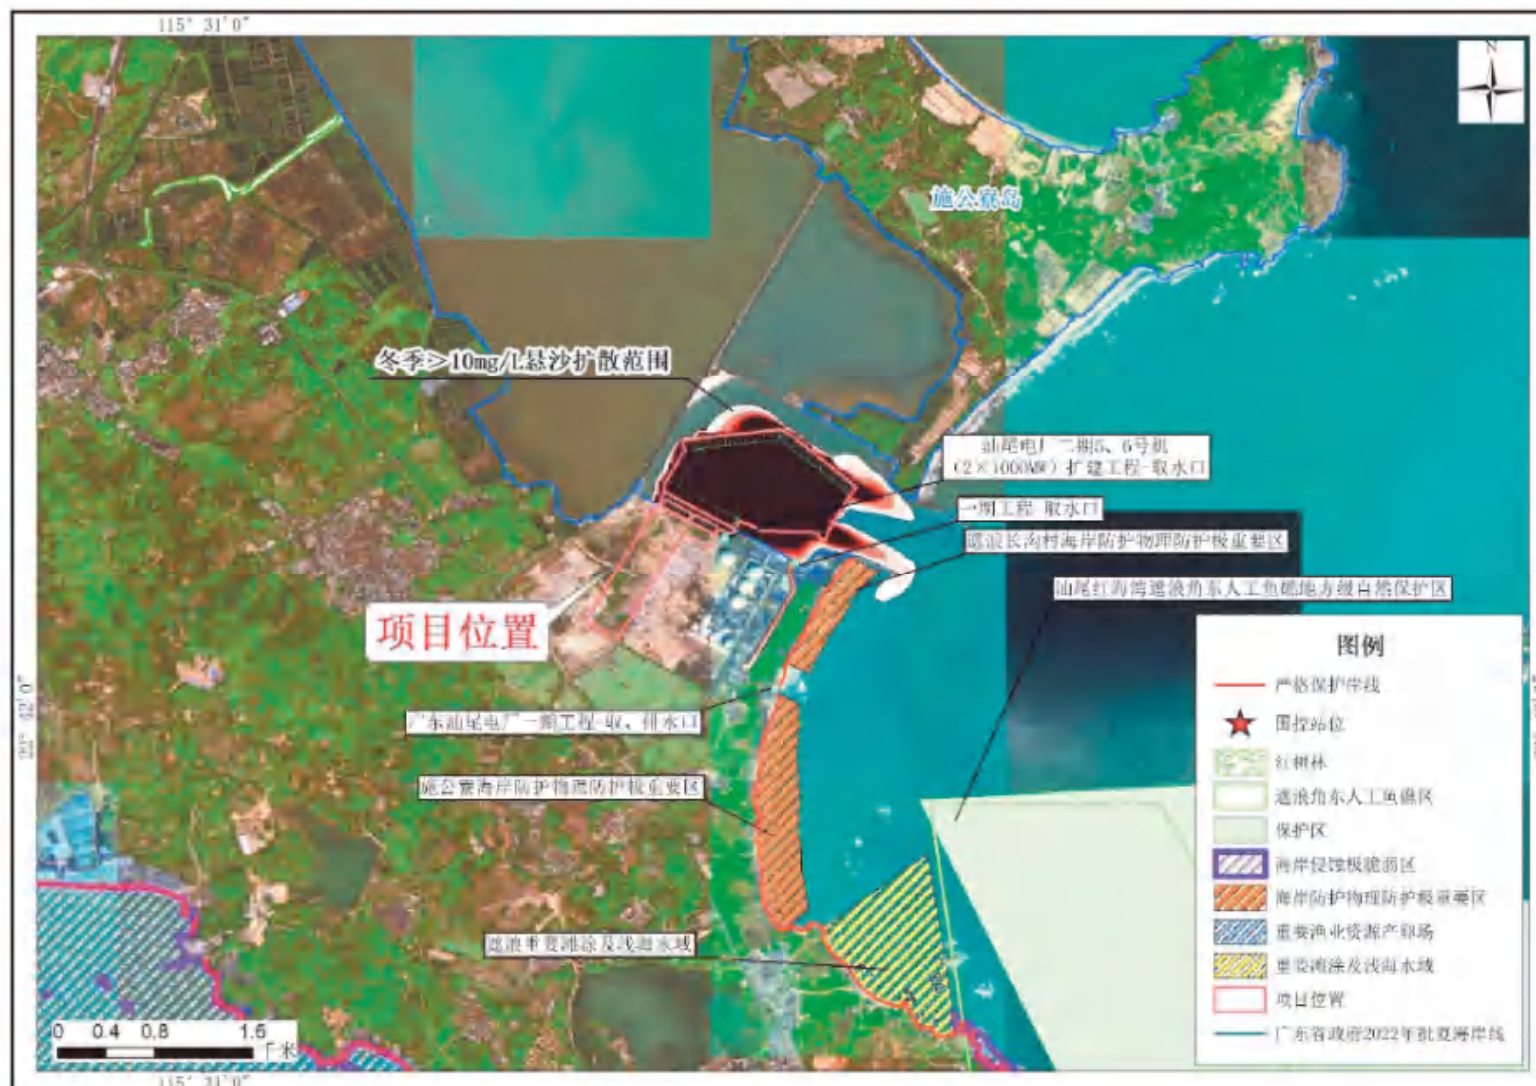 115° 31′0″
N
施公寮岛
冬季>10mg/L悬沙扩散范围
汕尾电厂二期5、6号机
(2×1000MW)扩建工程-取水口
一期工程-取水口
遮浪长沟村海岸防护物理防护极重要区
汕尾红海湾遮浪角东人工鱼礁地方级自然保护区
项目位置
广东汕尾电厂一期工程-取、排水口
施公寮海岸防护物理防护极重要区
遮浪重要滩涂及浅海水域
图例
严格保护岸线
国控站位
红树林
遮浪角东人工鱼礁区
保护区
海岸侵蚀极脆弱区
海岸防护物理防护极重要区
重要渔业资源产卵场
重要滩涂及浅海水域
项目位置
广东省政府2022年批复海岸线
0 0.4 0.8 1.6
千米
115° 31′0″